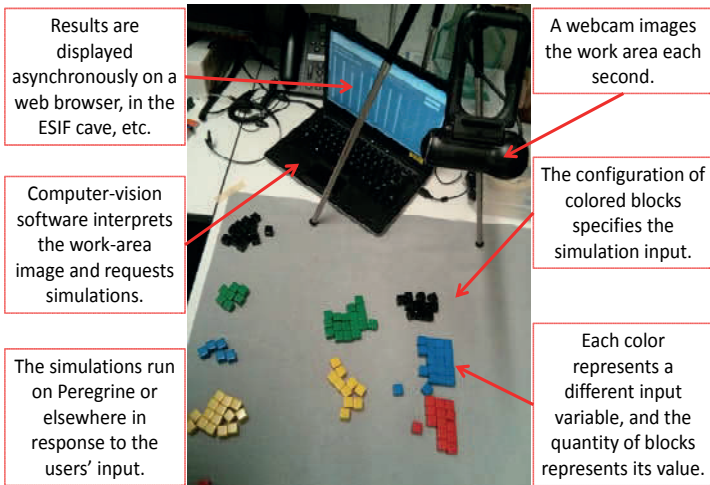 Results are
displayed
asynchronously on a
web browser, in the
ESIF cave, etc.
Computer-vision
software interprets
the work-area
image and requests
simulations.
The simulations run
on Peregrine or
elsewhere in
response to the
users’ input.
A webcam images
the work area each
second.
The configuration of
colored blocks
specifies the
simulation input.
Each color
represents a
different input
variable, and the
quantity of blocks
represents its value.